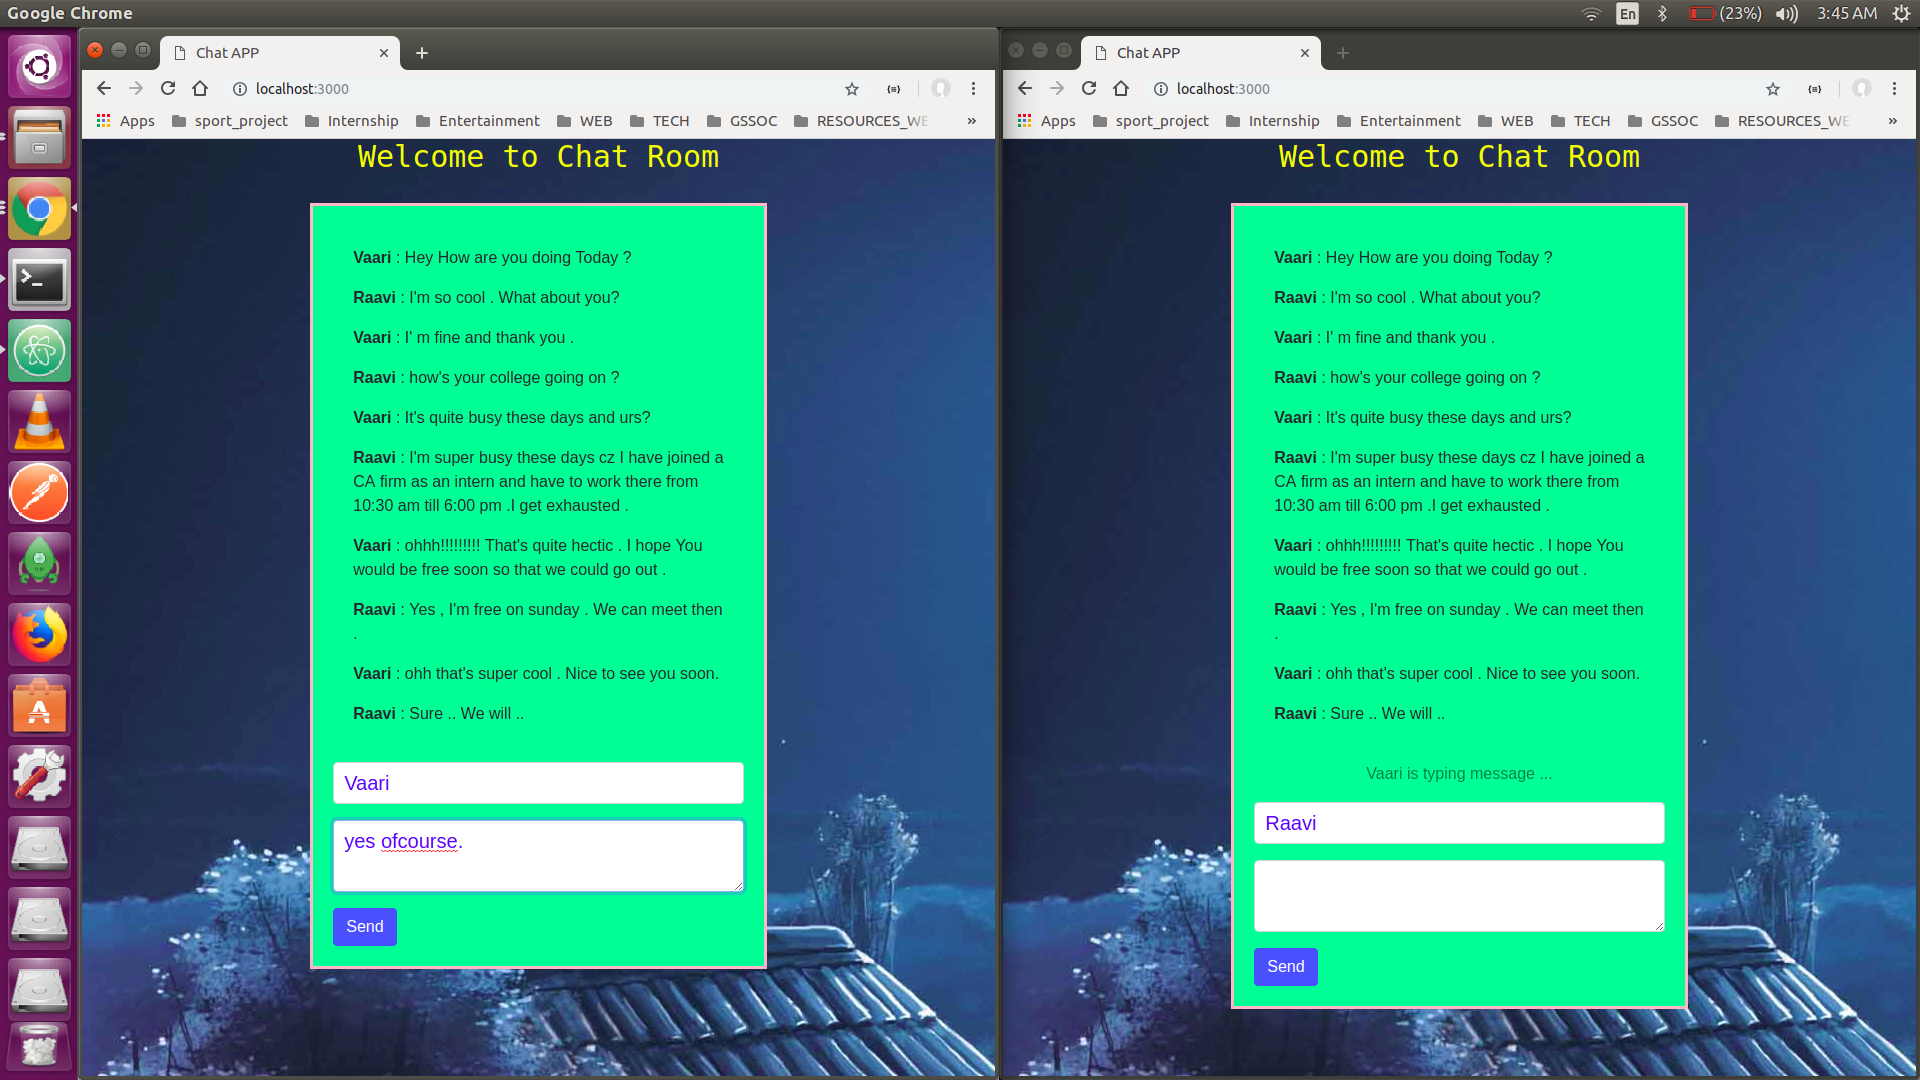 Google Chrome
En
(23%)
3:45 AM
Chat APP
localhost:3000
Apps
sport_project
Internship
Entertainment
WEB
TECH
GSSOC
RESOURCES_WE
»
Welcome to Chat Room
Vaari : Hey How are you doing Today ?
Raavi : I'm so cool . What about you?
Vaari : I' m fine and thank you .
Raavi : how's your college going on ?
Vaari : It's quite busy these days and urs?
Raavi : I'm super busy these days cz I have joined a
CA firm as an intern and have to work there from
10:30 am till 6:00 pm .I get exhausted .
Vaari : ohhh!!!!!!!!! That's quite hectic . I hope You
would be free soon so that we could go out .
Raavi : Yes , I'm free on sunday . We can meet then
.
Vaari : ohh that's super cool . Nice to see you soon.
Raavi : Sure .. We will ..
Vaari
yes ofcourse.
Send
Chat APP
localhost:3000
Apps
sport_project
Internship
Entertainment
WEB
TECH
GSSOC
RESOURCES_WE
»
Welcome to Chat Room
Vaari : Hey How are you doing Today ?
Raavi : I'm so cool . What about you?
Vaari : I' m fine and thank you .
Raavi : how's your college going on ?
Vaari : It's quite busy these days and urs?
Raavi : I'm super busy these days cz I have joined a
CA firm as an intern and have to work there from
10:30 am till 6:00 pm .I get exhausted .
Vaari : ohhh!!!!!!!!! That's quite hectic . I hope You
would be free soon so that we could go out .
Raavi : Yes , I'm free on sunday . We can meet then
.
Vaari : ohh that's super cool . Nice to see you soon.
Raavi : Sure .. We will ..
Vaari is typing message ...
Raavi
Send